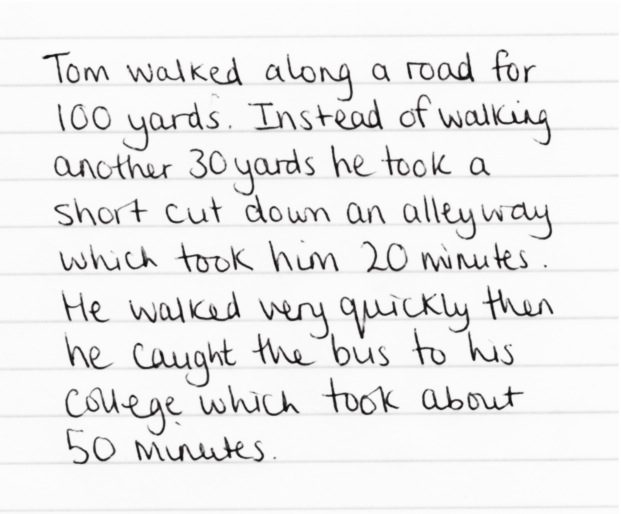 Tom walked along a road for
100 yards. Instead of walking
another 30 yards he took a
short cut down an alleyway
which took him 20 minutes.
He walked very quickly then
he caught the bus to his
college which took about
50 minutes.